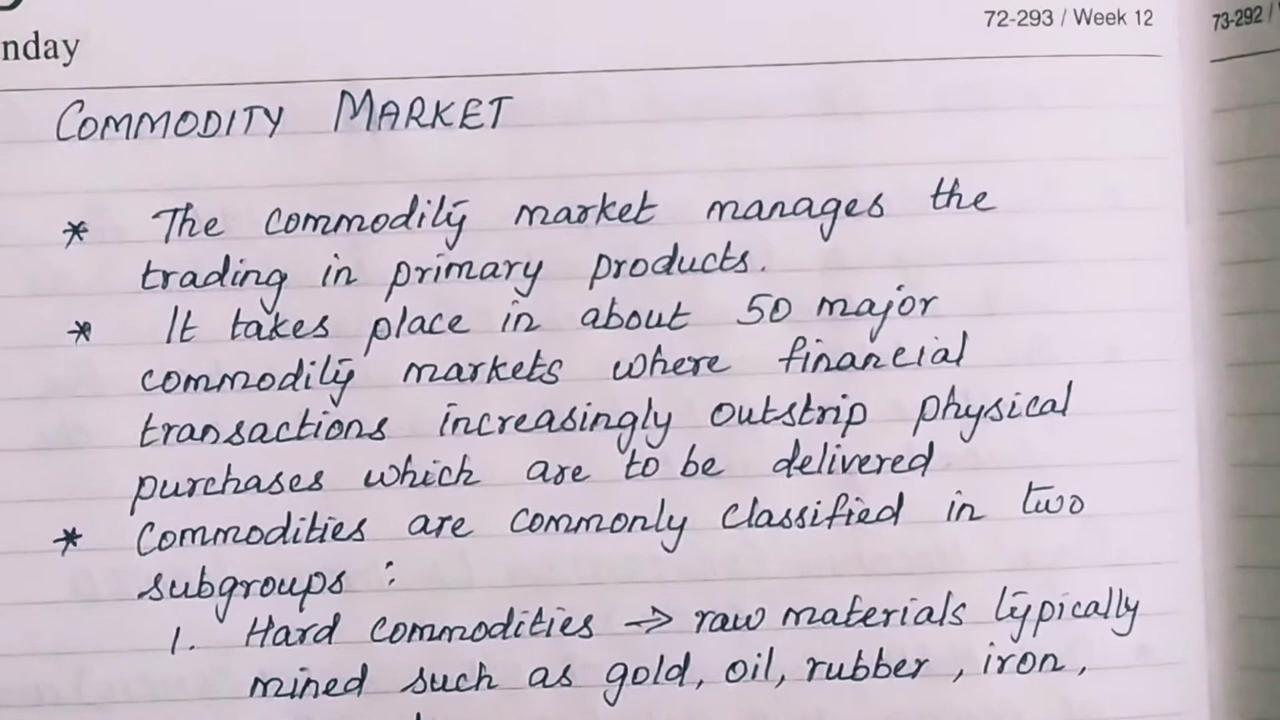 nday
72-293 / Week 12
73-292 /
COMMODITY MARKET
* The commodity market manages the
trading in primary products.
* It takes place in about 50 major
commodity markets where financial
transactions increasingly outstrip physical
purchases which are to be delivered
* Commodities are commonly classified in two
subgroups :
1. Hard commodities → raw materials typically
mined such as gold, oil, rubber, iron,